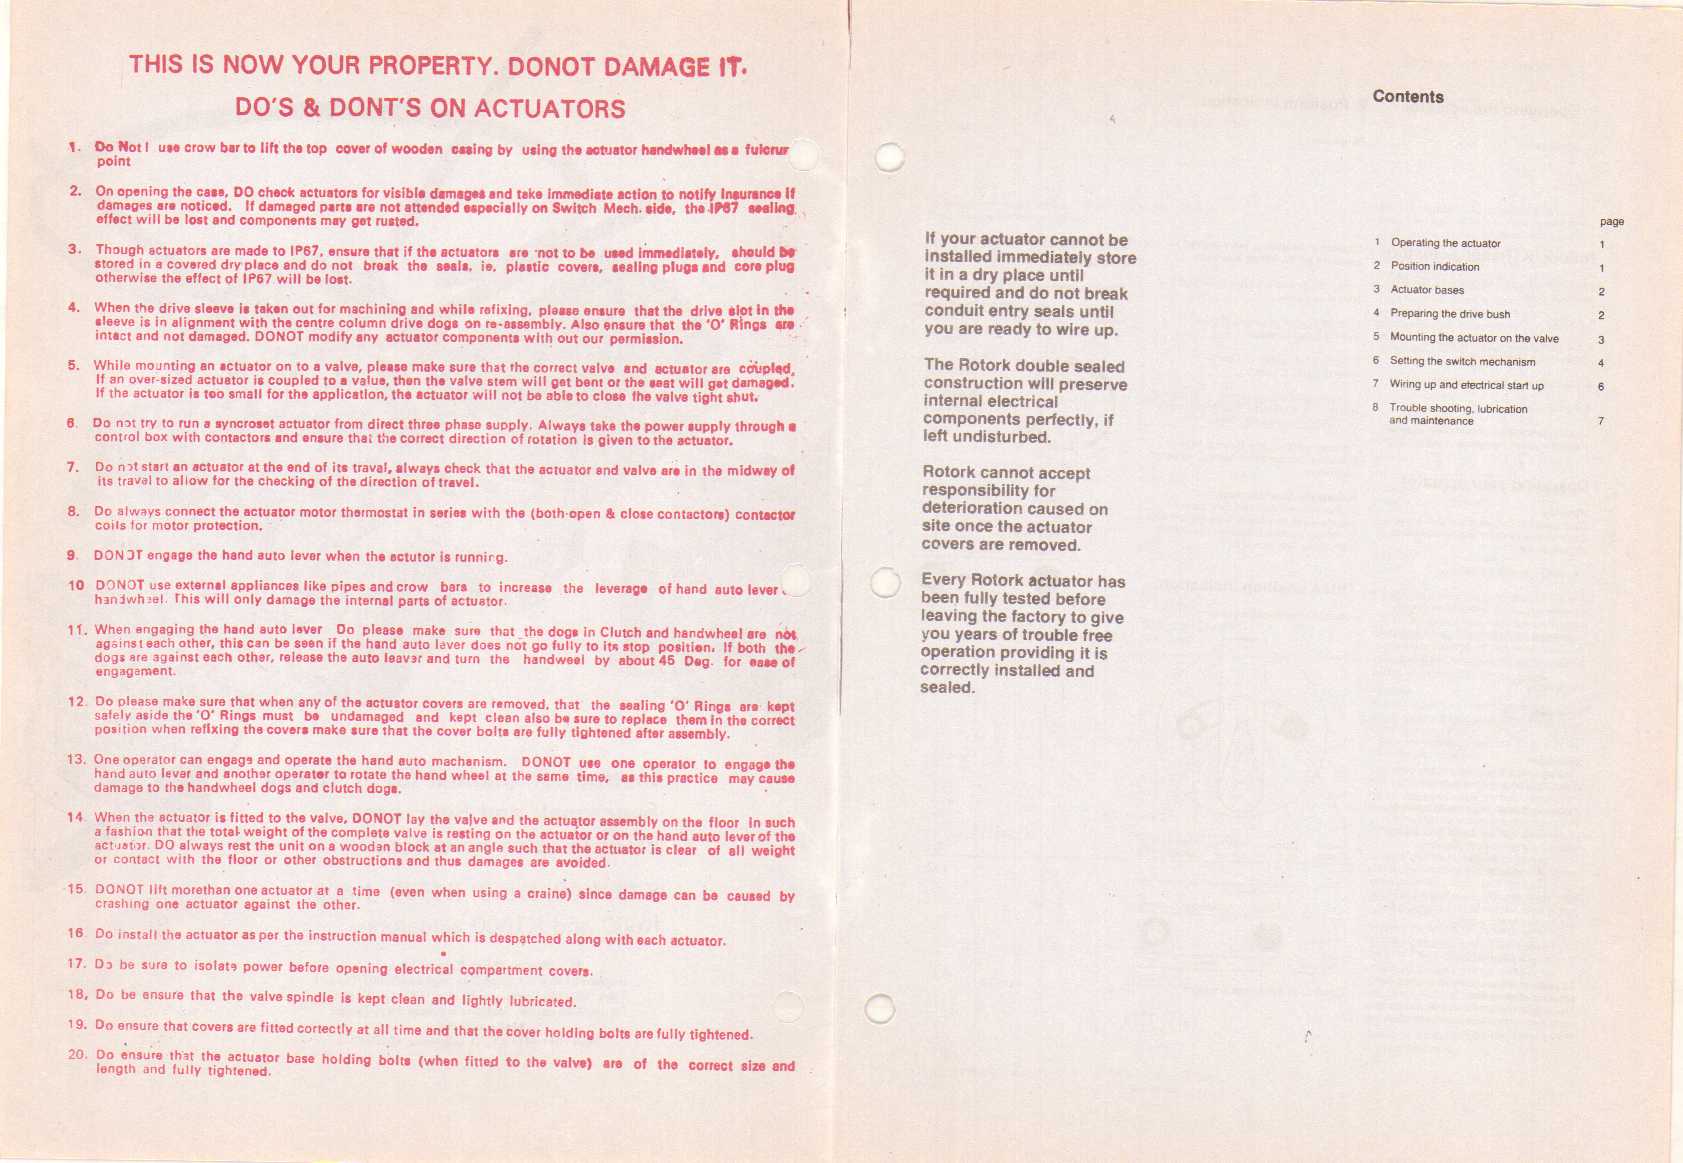 THIS IS NOW YOUR PROPERTY. DONOT DAMAGE IT.
DO'S & DONT'S ON ACTUATORS
1. Do Not ! use crow bar to lift the top cover of wooden casing by using the actuator handwheel as a fulcrum
point
2. On opening the case, DO check actuators for visible damages and take immediate action to notify Insurance if
damages are noticed. If damaged parts are not attended especially on Switch Mech. side, the IP67 sealing
effect will be lost and components may get rusted.
3. Though actuators are made to IP67, ensure that if the actuators are not to be used immediately, should be
stored in a covered dry place and do not break the seals, ie, plastic covers, sealing plugs and core plug
otherwise the effect of IP67 will be lost.
4. When the drive sleeve is taken out for machining and while refixing, please ensure that the drive slot in the
sleeve is in alignment with the centre column drive dogs on re-assembly. Also ensure that the 'O' Rings are
intact and not damaged. DONOT modify any actuator components with out our permission.
5. While mounting an actuator on to a valve, please make sure that the correct valve and actuator are coupled.
If an over-sized actuator is coupled to a value, then the valve stem will get bent or the seat will get damaged.
If the actuator is too small for the application, the actuator will not be able to close the valve tight shut.
6. Do not try to run a syncroset actuator from direct three phase supply. Always take the power supply through a
control box with contactors and ensure that the correct direction of rotation is given to the actuator.
7. Do not start an actuator at the end of its traval, always check that the actuator and valve are in the midway of
its traval to allow for the checking of the direction of travel.
8. Do always connect the actuator motor thermostat in series with the (both-open & close contactors) contactor
coils for motor protection.
9. DONOT engage the hand auto lever when the actutor is running.
10 DONOT use external appliances like pipes and crow bars to increase the leverage of hand auto lever
handwheel. This will only damage the internal parts of actuator.
11. When engaging the hand auto lever Do please make sure that the dogs in Clutch and handwheel are not
against each other, this can be seen if the hand auto lever does not go fully to its stop position. If both the
dogs are against each other, release the auto leaver and turn the handweel by about 45 Deg. for ease of
engagement.
12. Do please make sure that when any of the actuator covers are removed, that the sealing 'O' Rings are kept
safely aside the 'O' Rings must be undamaged and kept clean also be sure to replace them in the correct
position when refixing the covers make sure that the cover bolts are fully tightened after assembly.
13. One operator can engage and operate the hand auto machanism. DONOT use one operator to engage the
hand auto lever and another operater to rotate the hand wheel at the same time, as this practice may cause
damage to the handwheel dogs and clutch dogs.
14. When the actuator is fitted to the valve, DONOT lay the valve and the actuator assembly on the floor in such
a fashion that the total weight of the complete valve is resting on the actuator or on the hand auto lever of the
actuator. DO always rest the unit on a wooden block at an angle such that the actuator is clear of all weight
or contact with the floor or other obstructions and thus damages are avoided.
15. DONOT lift morethan one actuator at a time (even when using a craine) since damage can be caused by
crashing one actuator against the other.
16 Do install the actuator as per the instruction manual which is despatched along with each actuator.
17. Do be sure to isolate power before opening electrical compartment covers.
18, Do be ensure that the valve spindle is kept clean and lightly lubricated.
19. Do ensure that covers are fitted correctly at all time and that the cover holding bolts are fully tightened.
20. Do ensure that the actuator base holding bolts (when fitted to the valve) are of the correct size and
length and fully tightened.
If your actuator cannot be
installed immediately store
it in a dry place until
required and do not break
conduit entry seals until
you are ready to wire up.
The Rotork double sealed
construction will preserve
internal electrical
components perfectly, if
left undisturbed.
Rotork cannot accept
responsibility for
deterioration caused on
site once the actuator
covers are removed.
Every Rotork actuator has
been fully tested before
leaving the factory to give
you years of trouble free
operation providing it is
correctly installed and
sealed.
Contents
page
1 Operating the actuator 1
2 Position indication 1
3 Actuator bases 2
4 Preparing the drive bush 2
5 Mounting the actuator on the valve 3
6 Setting the switch mechanism 4
7 Wiring up and electrical start up 6
8 Trouble shooting, lubrication
and maintenance 7